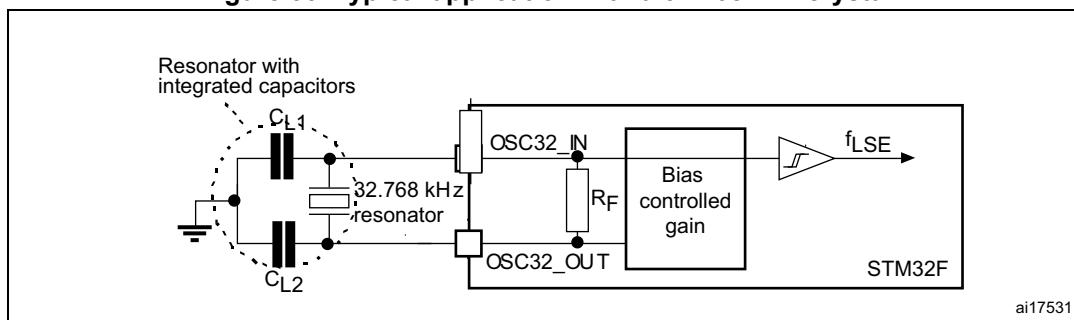 Resonator with
integrated capacitors
CL1
OSC32_IN
fLSE
32.768 kHz
resonator
RF
Bias
controlled
gain
OSC32_OUT
STM32F
CL2
ai17531